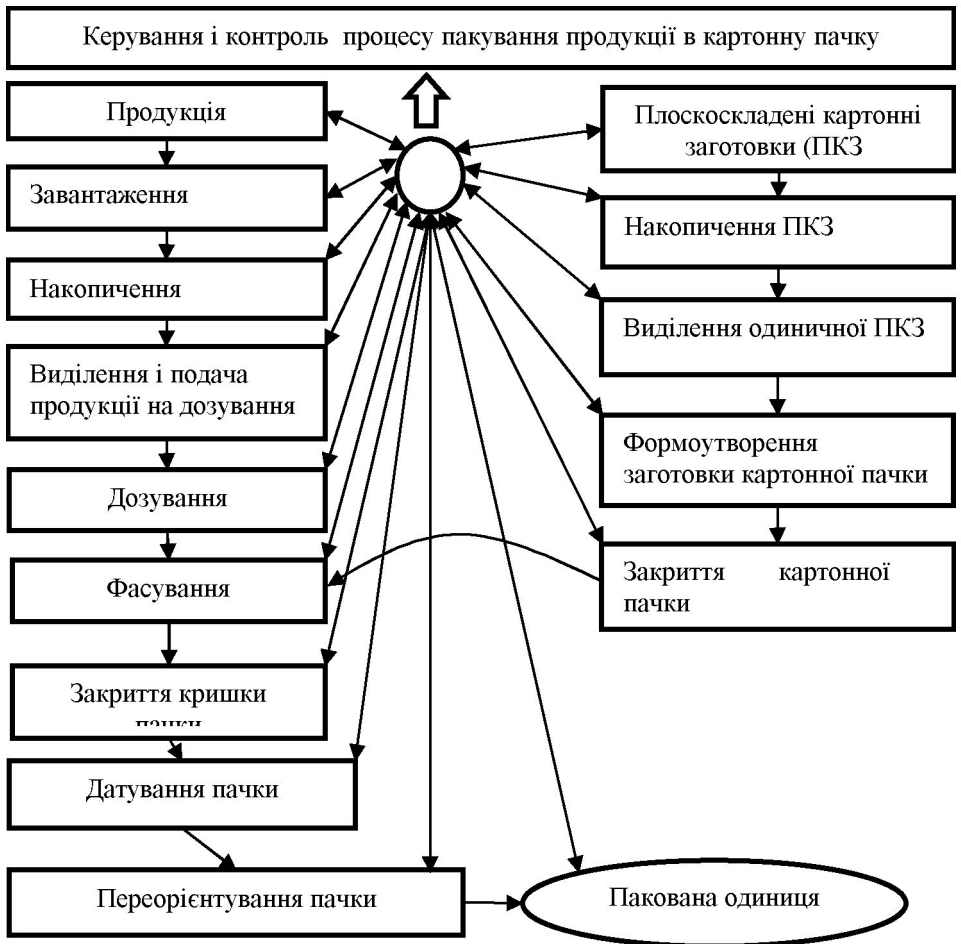 Керування і контроль процесу пакування продукції в картонну пачку
Продукція
Завантаження
Накопичення
Виділення і подача
продукції на дозування
Дозування
Фасування
Закриття кришки
пачки
Датування пачки
Переорієнтування пачки
Плоскоскладені картонні
заготовки (ПКЗ
Накопичення ПКЗ
Виділення одиничної ПКЗ
Формоутворення
заготовки картонної пачки
Закриття картонної
пачки
Пакована одиниця